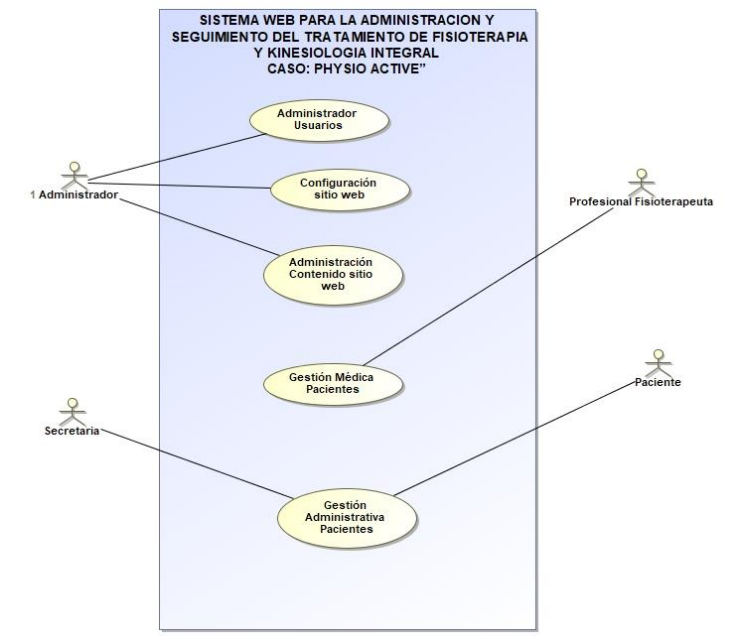 SISTEMA WEB PARA LA ADMINISTRACION Y
SEGUIMIENTO DEL TRATAMIENTO DE FISIOTERAPIA
Y KINESIOLOGIA INTEGRAL
CASO: PHYSIO ACTIVE”
Administrador
Usuarios
Configuración
sitio web
1 Administrador
Profesional Fisioterapeuta
Administración
Contenido sitio
web
Gestión Médica
Pacientes
Paciente
Secretaria
Gestión
Administrativa
Pacientes